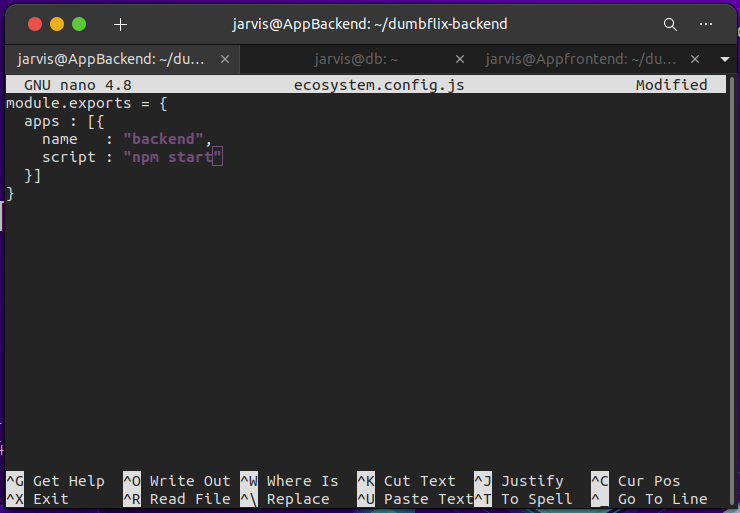 jarvis@AppBackend: ~/dumbflix-backend
jarvis@AppBackend: ~/du...
jarvis@db: ~
jarvis@Appfrontend: ~/du...
GNU nano 4.8 ecosystem.config.js Modified
module.exports = {
  apps : [{
    name   : "backend",
    script : "npm start"
  }]
}
^G Get Help ^O Write Out ^W Where Is ^K Cut Text ^J Justify ^C Cur Pos
^X Exit ^R Read File ^\ Replace ^U Paste Text ^T To Spell ^_ Go To Line